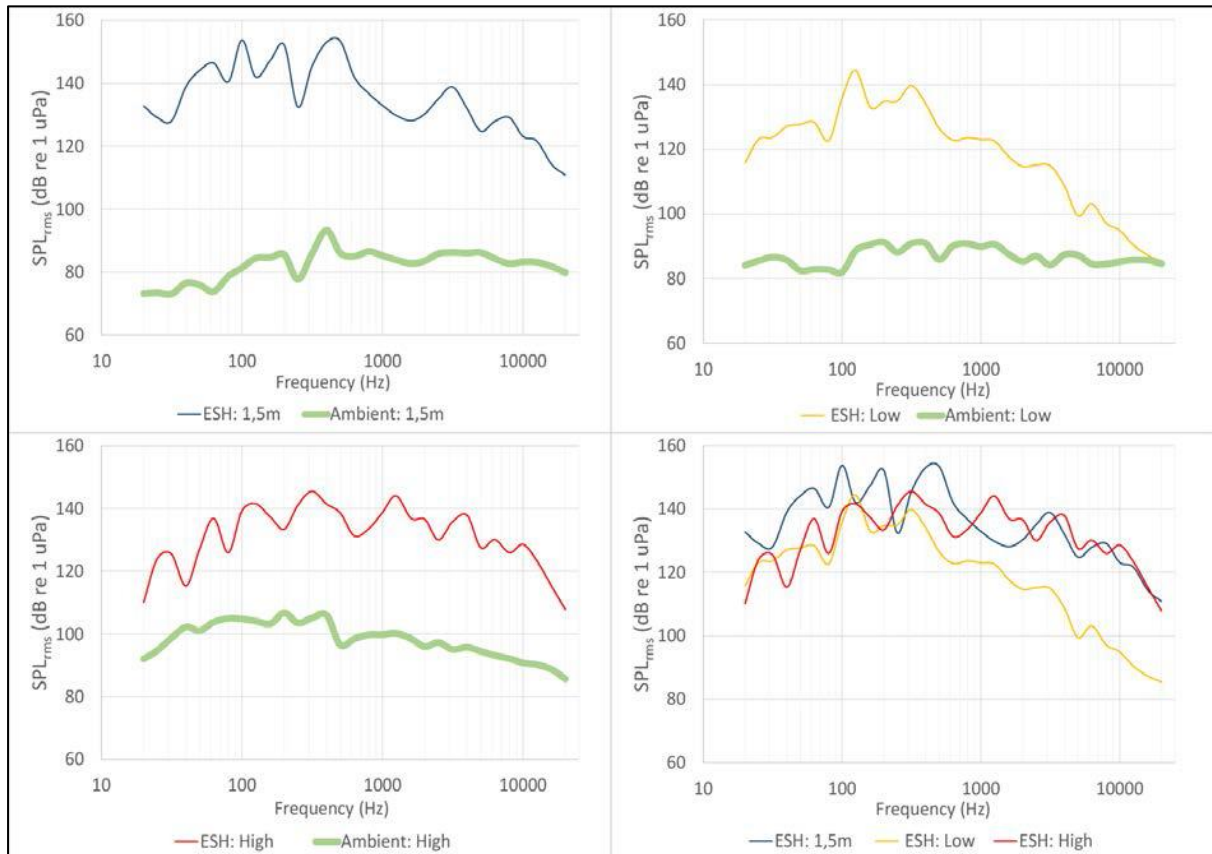 160
140
120
100
80
60
SPLrms (dB re 1 uPa)
10 100 1000 10000
Frequency (Hz)
ESH: 1,5m Ambient: 1,5m
160
140
120
100
80
60
SPLrms (dB re 1 uPa)
10 100 1000 10000
Frequency (Hz)
ESH: Low Ambient: Low
160
140
120
100
80
60
SPLrms (dB re 1 uPa)
10 100 1000 10000
Frequency (Hz)
ESH: High Ambient: High
160
140
120
100
80
60
SPLrms (dB re 1 uPa)
10 100 1000 10000
Frequency (Hz)
ESH: 1,5m ESH: Low ESH: High